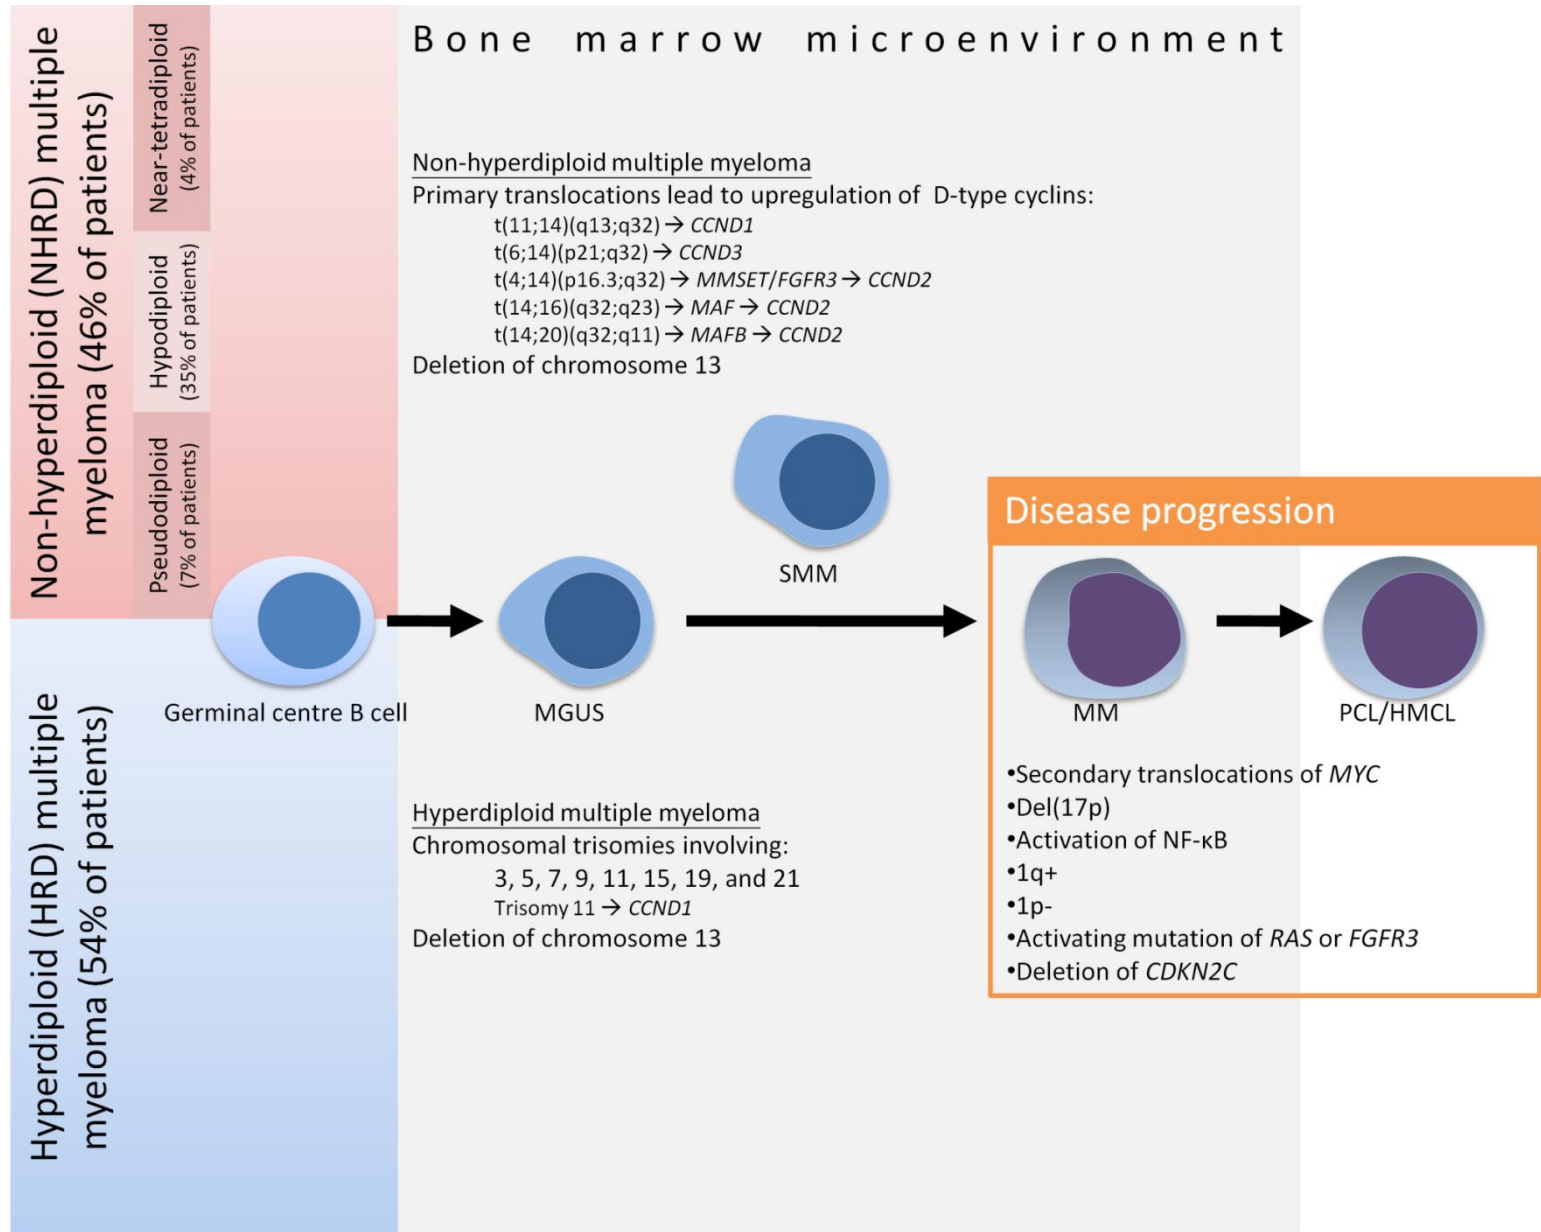 Bone marrow microenvironment
Non-hyperdiploid (NHRD) multiple
myeloma (46% of patients)
Near-tetradiploid
(4% of patients)
Hypodiploid
(35% of patients)
Pseudodiploid
(7% of patients)
Hyperdiploid (HRD) multiple
myeloma (54% of patients)
Non-hyperdiploid multiple myeloma
Primary translocations lead to upregulation of D-type cyclins:
t(11;14)(q13;q32) → CCND1
t(6;14)(p21;q32) → CCND3
t(4;14)(p16.3;q32) → MMSET/FGFR3 → CCND2
t(14;16)(q32;q23) → MAF → CCND2
t(14;20)(q32;q11) → MAFB → CCND2
Deletion of chromosome 13
SMM
Germinal centre B cell
MGUS
Hyperdiploid multiple myeloma
Chromosomal trisomies involving:
3, 5, 7, 9, 11, 15, 19, and 21
Trisomy 11 → CCND1
Deletion of chromosome 13
Disease progression
MM
PCL/HMCL
•Secondary translocations of MYC
•Del(17p)
•Activation of NF-κB
•1q+
•1p-
•Activating mutation of RAS or FGFR3
•Deletion of CDKN2C